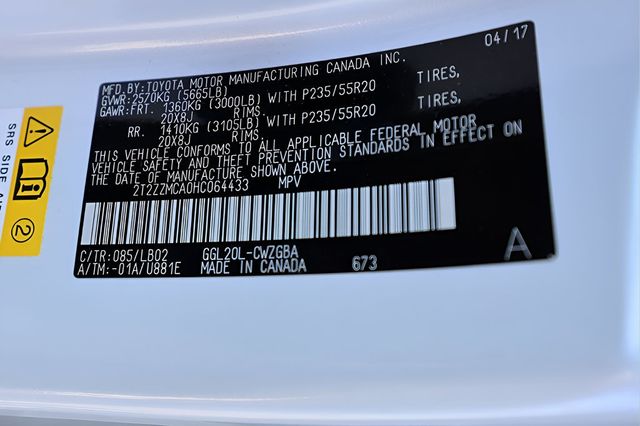 04/17
MFD.BY:TOYOTA MOTOR MANUFACTURING CANADA INC.
GVWR:2570KG (5665LB)
GAWR:FRT. 1360KG (3000LB) WITH P235/55R20 TIRES,
20X8J RIMS.
RR. 1410KG (3105LB) WITH P235/55R20 TIRES,
20X8J RIMS.
THIS VEHICLE CONFORMS TO ALL APPLICABLE FEDERAL MOTOR
VEHICLE SAFETY AND THEFT PREVENTION STANDARDS IN EFFECT ON
THE DATE OF MANUFACTURE SHOWN ABOVE.
2T2ZZMCA0HC064433 MPV
C/TR:085/LB02 GGL20L-CWZGBA
A/TM:-01A/U881E MADE IN CANADA 673
A
SRS SIDE
2